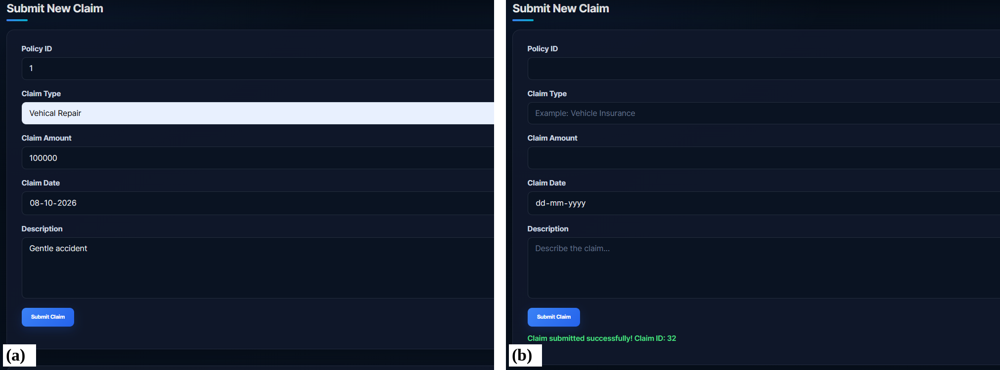 Submit New Claim
Policy ID
1
Claim Type
Vehical Repair
Claim Amount
100000
Claim Date
08-10-2026
Description
Gentle accident
Submit Claim
(a)
Submit New Claim
Policy ID
Claim Type
Example: Vehicle Insurance
Claim Amount
Claim Date
dd-mm-yyyy
Description
Describe the claim...
Submit Claim
Claim submitted successfully! Claim ID: 32
(b)